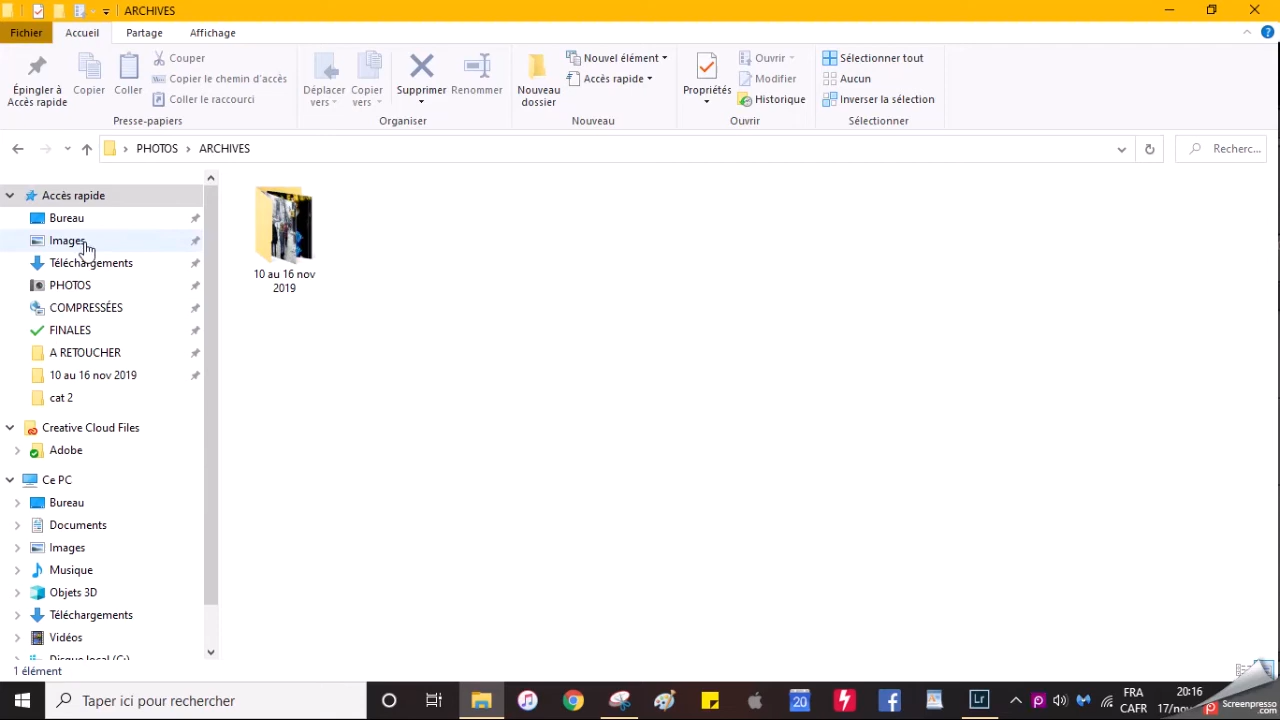 ARCHIVES
Fichier Accueil Partage Affichage
Épingler à Accès rapide
Copier
Coller
Couper
Copier le chemin d'accès
Coller le raccourci
Presse-papiers
Déplacer vers
Copier vers
Supprimer
Renommer
Organiser
Nouveau dossier
Nouvel élément
Accès rapide
Nouveau
Propriétés
Ouvrir
Modifier
Historique
Ouvrir
Sélectionner tout
Aucun
Inverser la sélection
Sélectionner
PHOTOS > ARCHIVES
Recherc...
Accès rapide
Bureau
Images
Téléchargements
PHOTOS
COMPRESSÉES
FINALES
A RETOUCHER
10 au 16 nov 2019
cat 2
Creative Cloud Files
Adobe
Ce PC
Bureau
Documents
Images
Musique
Objets 3D
Téléchargements
Vidéos
Disque local (C:)
10 au 16 nov
2019
1 élément
Taper ici pour rechercher
20
Lr
FRA
CAFR
20:16
17/nov
Screenpresso
.com